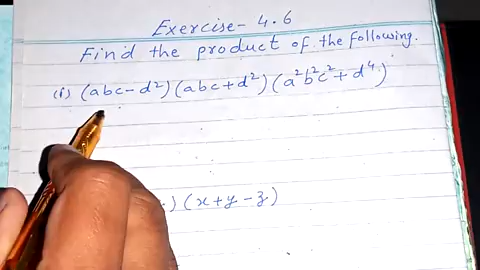 Exercise - 4.6
Find the product of the following.
(i) (abc - d²) (abc + d²) (a²b²c² + d⁴)
) (x + y - z)